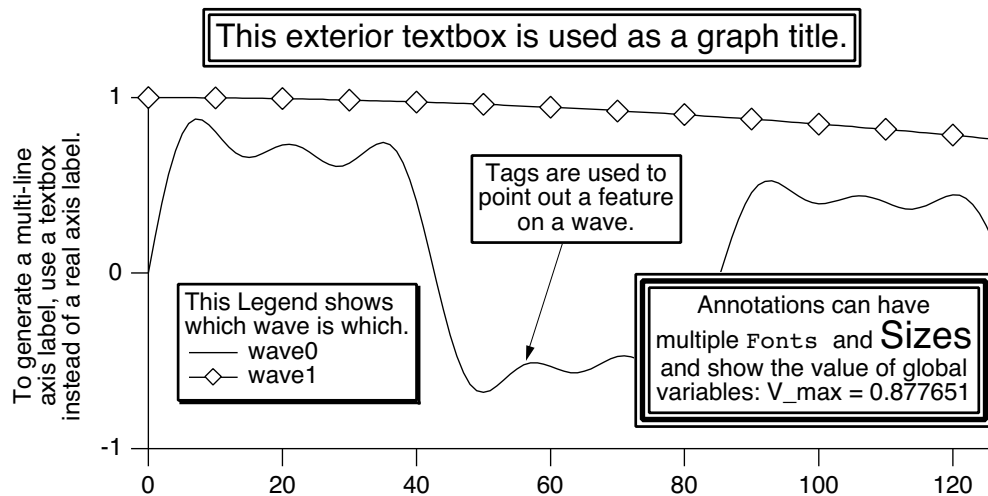 This exterior textbox is used as a graph title.
To generate a multi-line
axis label, use a textbox
instead of a real axis label.
1
0
-1
Tags are used to
point out a feature
on a wave.
This Legend shows
which wave is which.
wave0
wave1
Annotations can have
multiple Fonts and Sizes
and show the value of global
variables: V_max = 0.877651
0 20 40 60 80 100 120